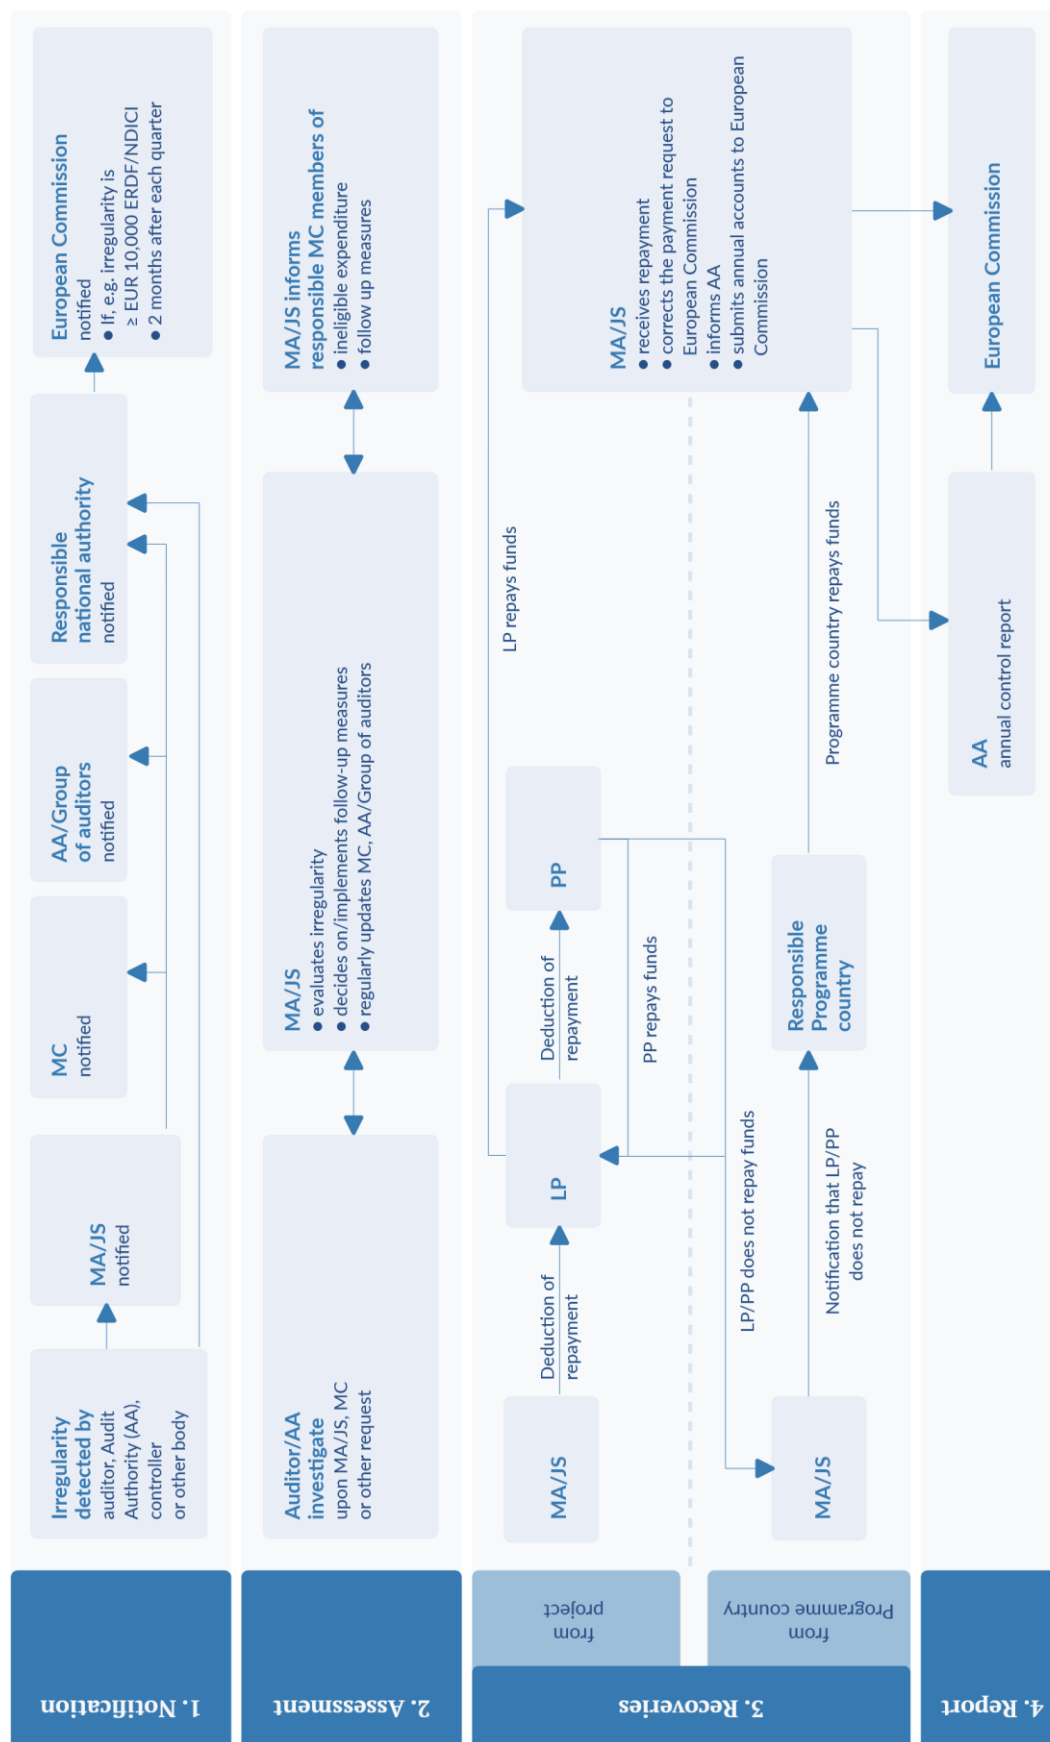 1. Notification
Irregularity
detected by
auditor, Audit
Authority (AA),
controller
or other body
MA/JS
notified
MC
notified
AA/Group
of auditors
notified
Responsible
national authority
notified
European Commission
notified
● If, e.g. irregularity is
≥ EUR 10,000 ERDF/NDICI
● 2 months after each quarter
2. Assessment
Auditor/AA
investigate
upon MA/JS, MC
or other request
MA/JS
● evaluates irregularity
● decides on/implements follow-up measures
● regularly updates MC, AA/Group of auditors
MA/JS informs
responsible MC members of
● ineligible expenditure
● follow up measures
3. Recoveries
from
project
MA/JS
Deduction of
repayment
LP
Deduction of
repayment
PP
LP repays funds
PP repays funds
LP/PP does not repay funds
from
Programme country
MA/JS
Notification that LP/PP
does not repay
Responsible
Programme
country
Programme country repays funds
MA/JS
● receives repayment
● corrects the payment request to
European Commission
● informs AA
● submits annual accounts to European
Commission
4. Report
AA
annual control report
European Commission